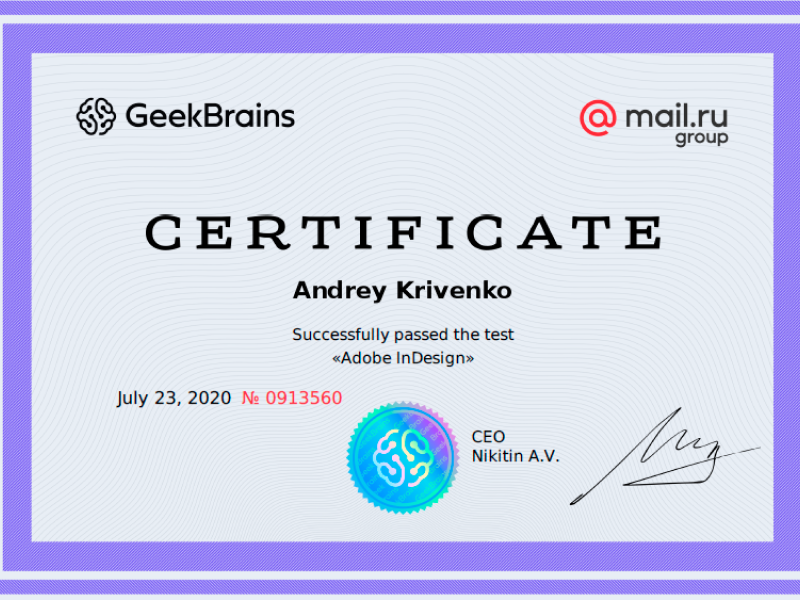 GeekBrains
@mail.ru
group
CERTIFICATE
Andrey Krivenko
Successfully passed the test
«Adobe InDesign»
July 23, 2020 № 0913560
CEO
Nikitin A.V.